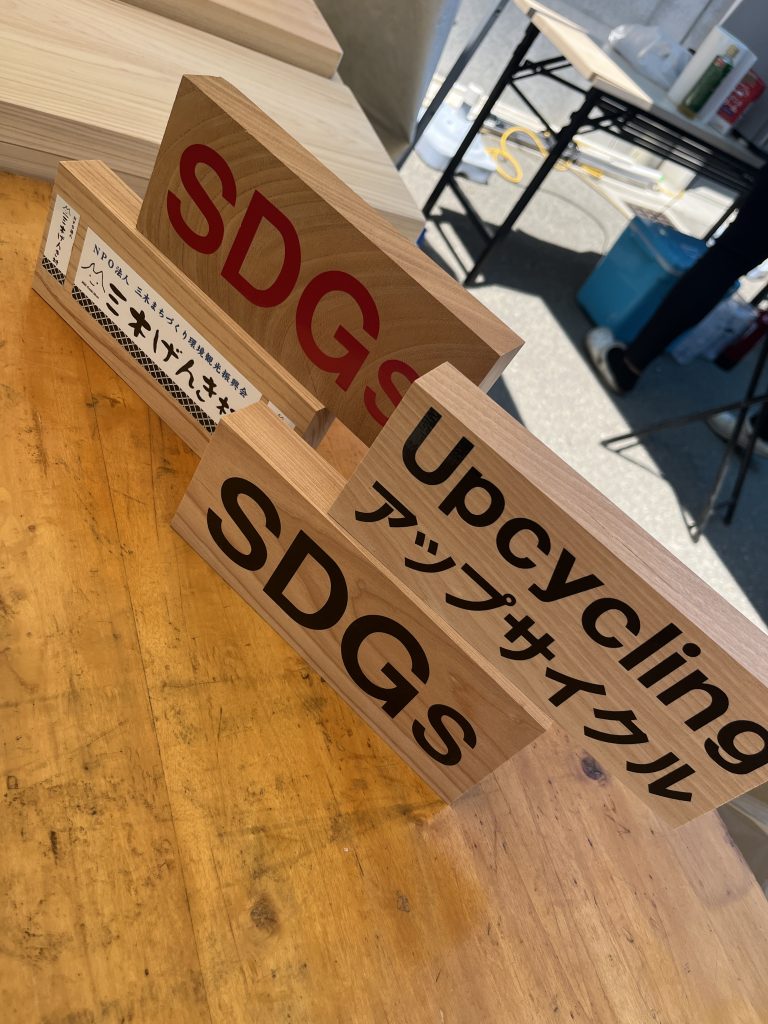 SDGs
NPO法人 三木まちづくり環境観光振興会
三木げんき村
SDGs
Upcycling
アップサイクル